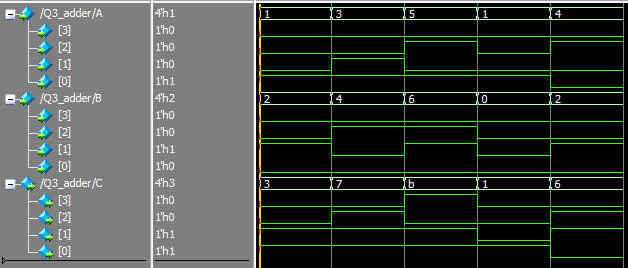 /Q3_adder/A 4'h1 1 3 5 1 4
[3] 1'h0
[2] 1'h0
[1] 1'h0
[0] 1'h1
/Q3_adder/B 4'h2 2 4 6 0 2
[3] 1'h0
[2] 1'h0
[1] 1'h1
[0] 1'h0
/Q3_adder/C 4'h3 3 7 b 1 6
[3] 1'h0
[2] 1'h0
[1] 1'h1
[0] 1'h1